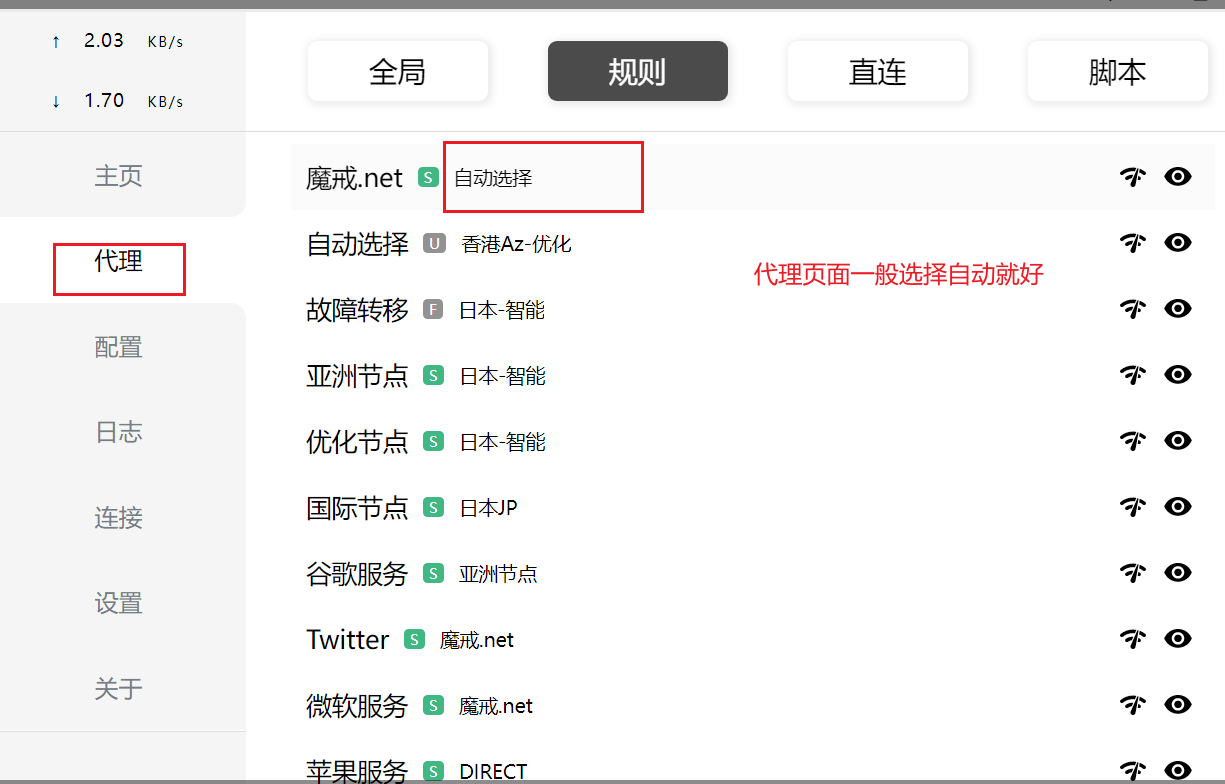 ↑ 2.03 KB/s
↓ 1.70 KB/s
主页
代理
配置
日志
连接
设置
关于
全局 规则 直连 脚本
魔戒.net S 自动选择
自动选择 U 香港Az-优化
代理页面一般选择自动就好
故障转移 F 日本-智能
亚洲节点 S 日本-智能
优化节点 S 日本-智能
国际节点 S 日本JP
谷歌服务 S 亚洲节点
Twitter S 魔戒.net
微软服务 S 魔戒.net
苹果服务 S DIRECT